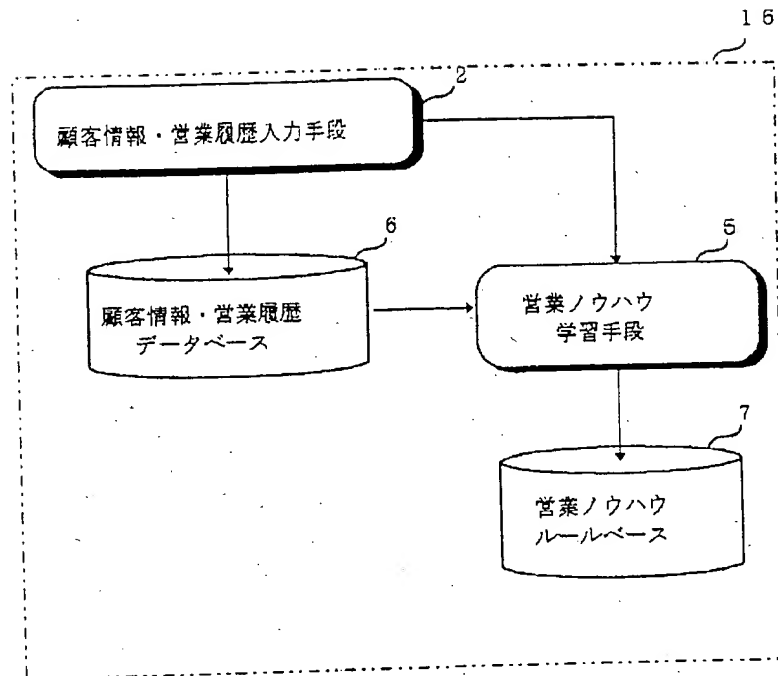 １６
2
顧客情報・営業履歴入力手段
6
顧客情報・営業履歴
データベース
5
営業ノウハウ
学習手段
7
営業ノウハウ
ルールベース